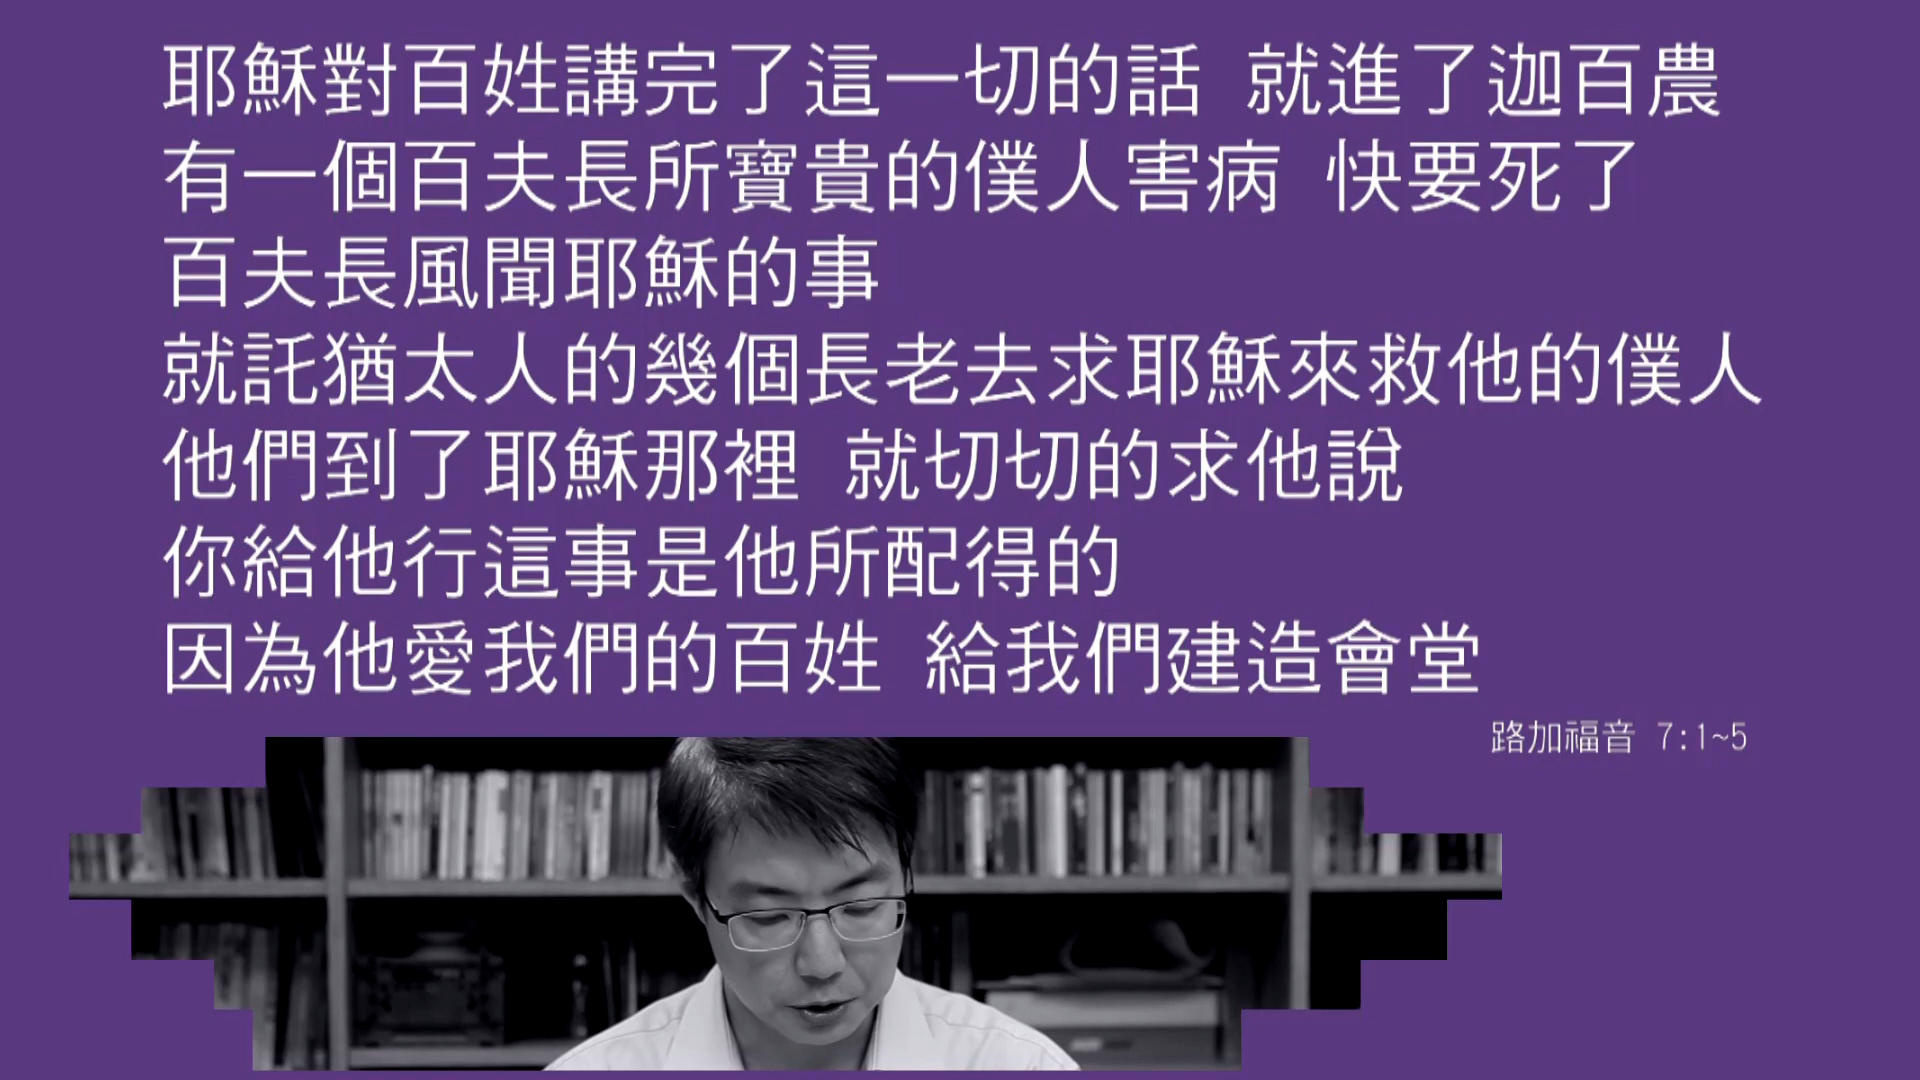 耶穌對百姓講完了這一切的話 就進了迦百農
有一個百夫長所寶貴的僕人害病 快要死了
百夫長風聞耶穌的事
就託猶太人的幾個長老去求耶穌來救他的僕人
他們到了耶穌那裡 就切切的求他說
你給他行這事是他所配得的
因為他愛我們的百姓 給我們建造會堂
路加福音 7:1~5